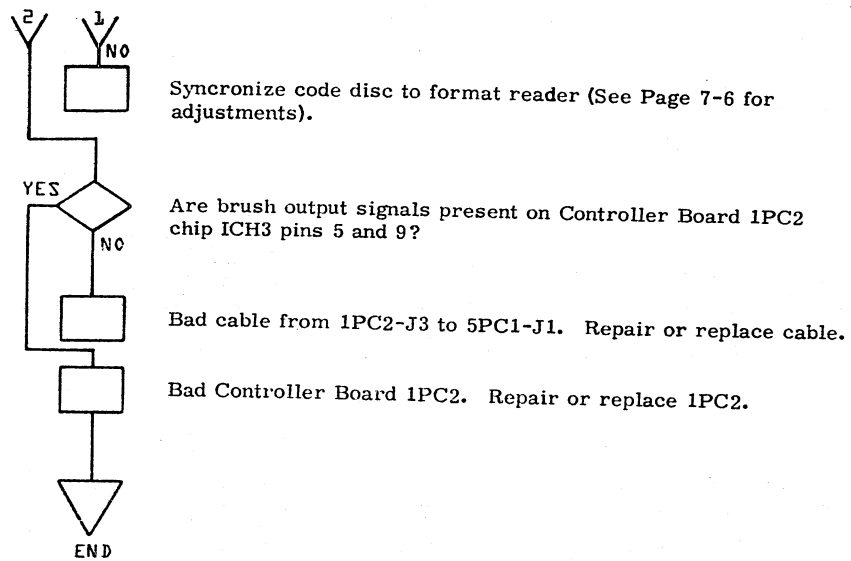 2 1
NO
Syncronize code disc to format reader (See Page 7-6 for
adjustments).
YES
Are brush output signals present on Controller Board 1PC2
chip ICH3 pins 5 and 9?
NO
Bad cable from 1PC2-J3 to 5PC1-J1. Repair or replace cable.
Bad Controller Board 1PC2. Repair or replace 1PC2.
END